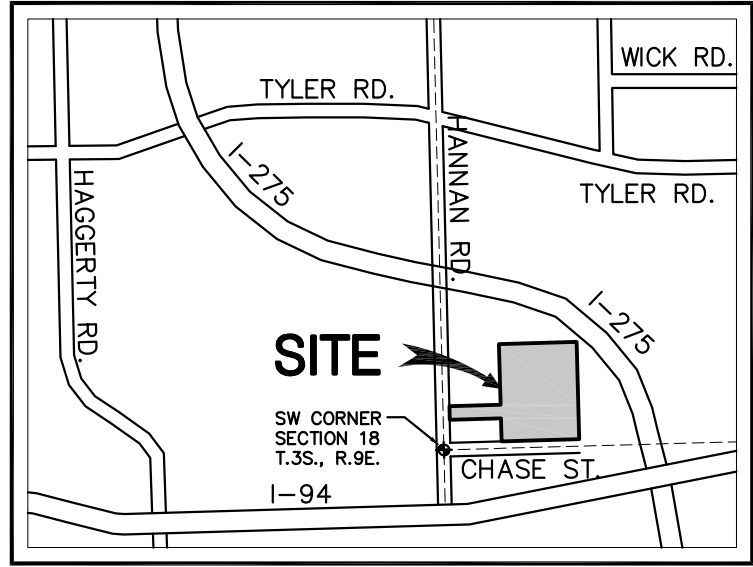 WICK RD.
TYLER RD.
HANNAN RD.
I-275
TYLER RD.
HAGGERTY RD.
I-275
SITE
SW CORNER
SECTION 18
T.3S., R.9E.
CHASE ST.
I-94